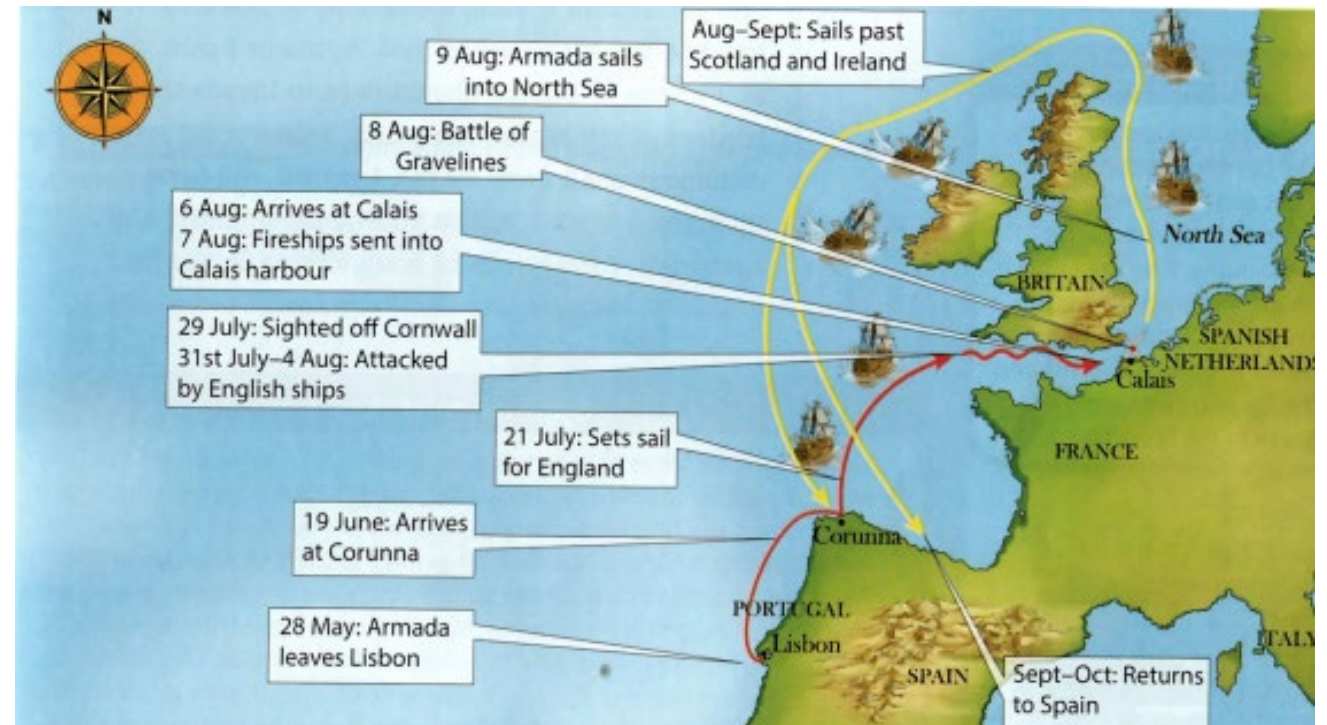 N
Aug–Sept: Sails past
Scotland and Ireland
9 Aug: Armada sails
into North Sea
8 Aug: Battle of
Gravelines
6 Aug: Arrives at Calais
7 Aug: Fireships sent into
Calais harbour
29 July: Sighted off Cornwall
31st July–4 Aug: Attacked
by English ships
21 July: Sets sail
for England
19 June: Arrives
at Corunna
28 May: Armada
leaves Lisbon
Sept–Oct: Returns
to Spain
North Sea
BRITAIN
SPANISH
NETHERLANDS
Calais
FRANCE
Corunna
PORTUGAL
Lisbon
SPAIN
ITALY